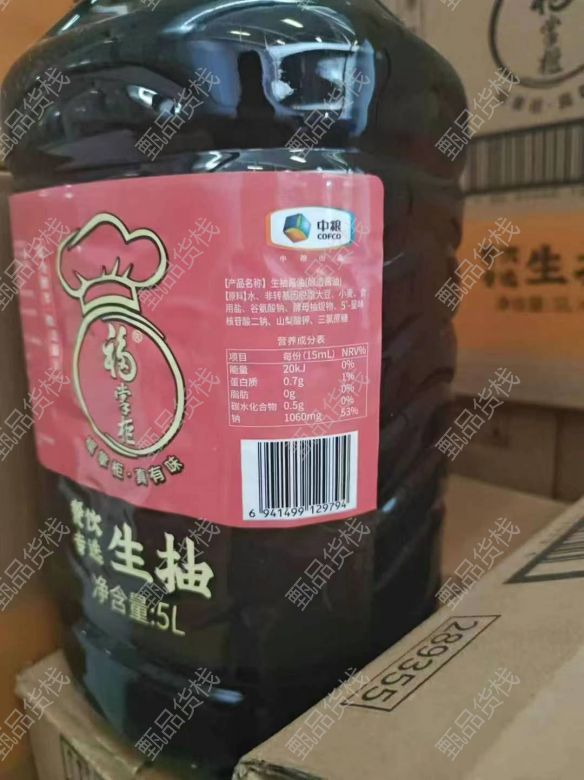 中粮
COFCO
中粮出品
【产品名称】生抽酱油(酿造酱油)
【原料】水、非转基因脱脂大豆、小麦、食
用盐、谷氨酸钠、酵母抽提物、5'-呈味
核苷酸二钠、山梨酸钾、三氯蔗糖
营养成分表
项目 每份(15mL) NRV%
能量 20kJ 0%
蛋白质 0.7g 1%
脂肪 0g 0%
碳水化合物 0.5g 0%
钠 1060mg 53%
6 941499 129794
福掌柜®
福掌柜·真有味
餐饮
专选
生抽
净含量:5L
生抽
289355
甄品货栈